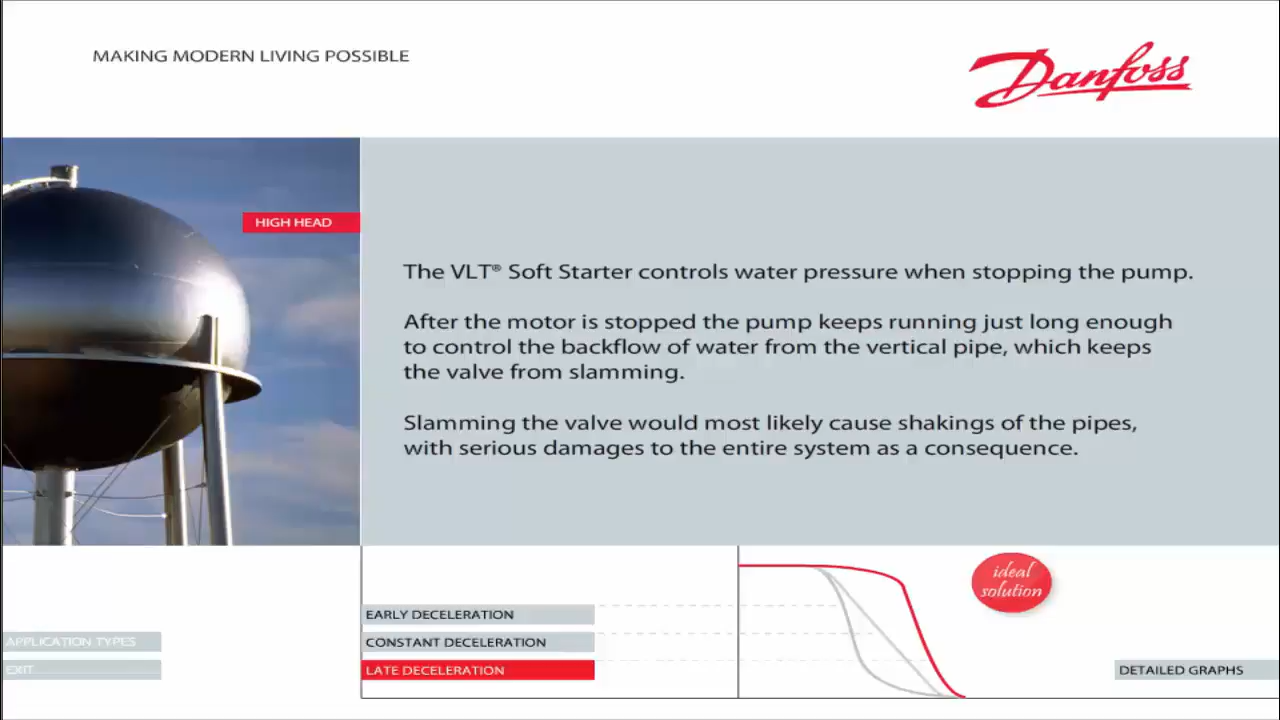 MAKING MODERN LIVING POSSIBLE
Danfoss
HIGH HEAD
The VLT® Soft Starter controls water pressure when stopping the pump.
After the motor is stopped the pump keeps running just long enough
to control the backflow of water from the vertical pipe, which keeps
the valve from slamming.
Slamming the valve would most likely cause shakings of the pipes,
with serious damages to the entire system as a consequence.
ideal
solution
EARLY DECELERATION
APPLICATION TYPES
CONSTANT DECELERATION
EXIT
LATE DECELERATION
DETAILED GRAPHS